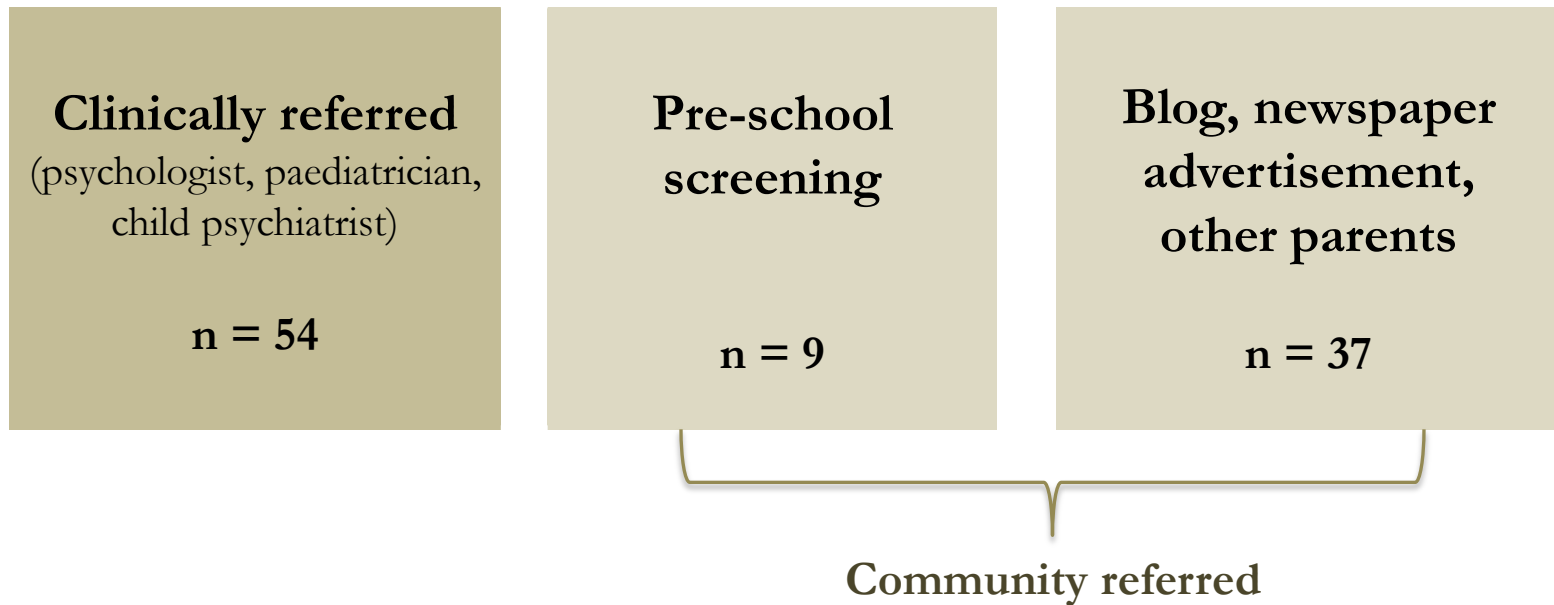 Clinically referred
(psychologist, paediatrician,
child psychiatrist)
n = 54
Pre-school
screening
n = 9
Blog, newspaper
advertisement,
other parents
n = 37
Community referred